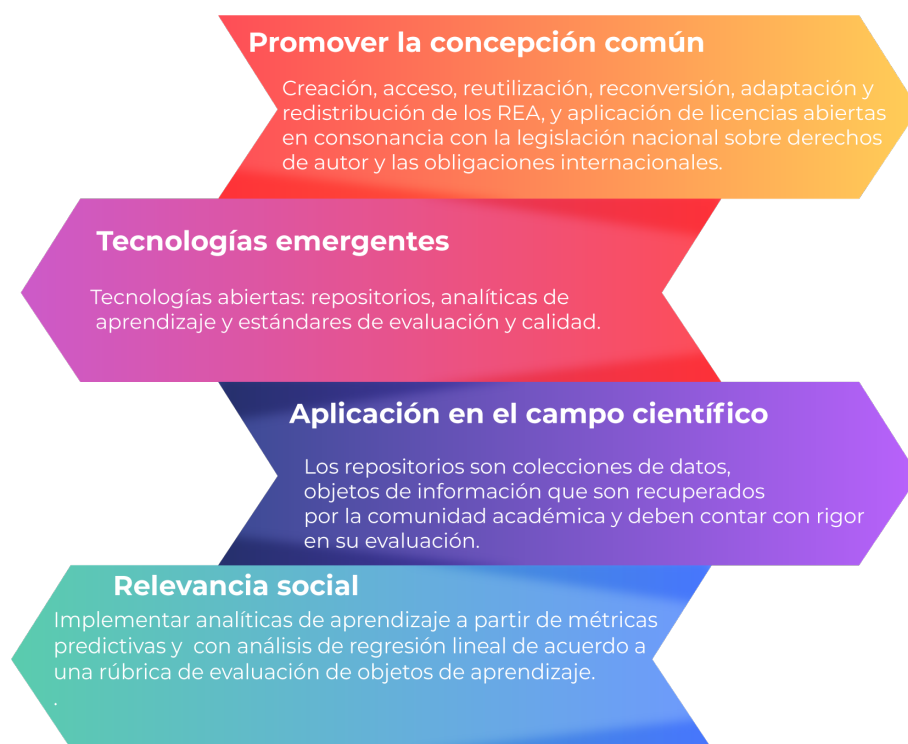 Promover la concepción común
Creación, acceso, reutilización, reconversión, adaptación y
redistribución de los REA, y aplicación de licencias abiertas
en consonancia con la legislación nacional sobre derechos
de autor y las obligaciones internacionales.
Tecnologías emergentes
Tecnologías abiertas: repositorios, analíticas de
aprendizaje y estándares de evaluación y calidad.
Aplicación en el campo científico
Los repositorios son colecciones de datos,
objetos de información que son recuperados
por la comunidad académica y deben contar con rigor
en su evaluación.
Relevancia social
Implementar analíticas de aprendizaje a partir de métricas
predictivas y  con análisis de regresión lineal de acuerdo a
una rúbrica de evaluación de objetos de aprendizaje.
.